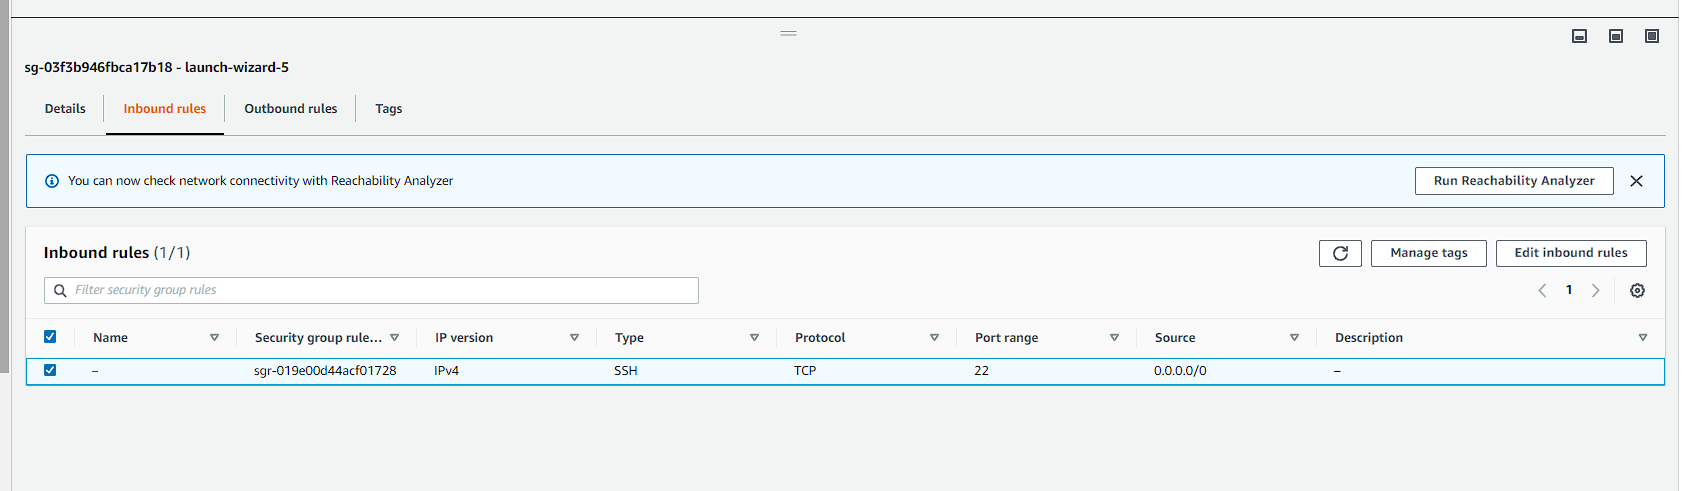 sg-03f3b946fbca17b18 - launch-wizard-5
Details Inbound rules Outbound rules Tags
You can now check network connectivity with Reachability Analyzer Run Reachability Analyzer
Inbound rules (1/1) Manage tags Edit inbound rules
Filter security group rules 1
Name Security group rule... IP version Type Protocol Port range Source Description
– sgr-019e00d44acf01728 IPv4 SSH TCP 22 0.0.0.0/0 –